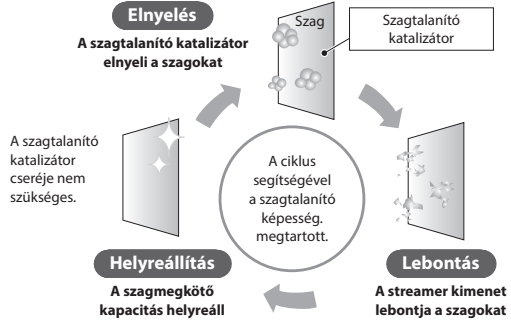 Elnyelés
A szagtalanító katalizátor
elnyeli a szagokat
Szag
Szagtalanító
katalizátor
A szagtalanító
katalizátor
cseréje nem
szükséges.
A ciklus
segítségével
a szagtalanító
képesség.
megtartott.
Helyreállítás
A szagmegkötő
kapacitás helyreáll
Lebontás
A streamer kimenet
lebontja a szagokat